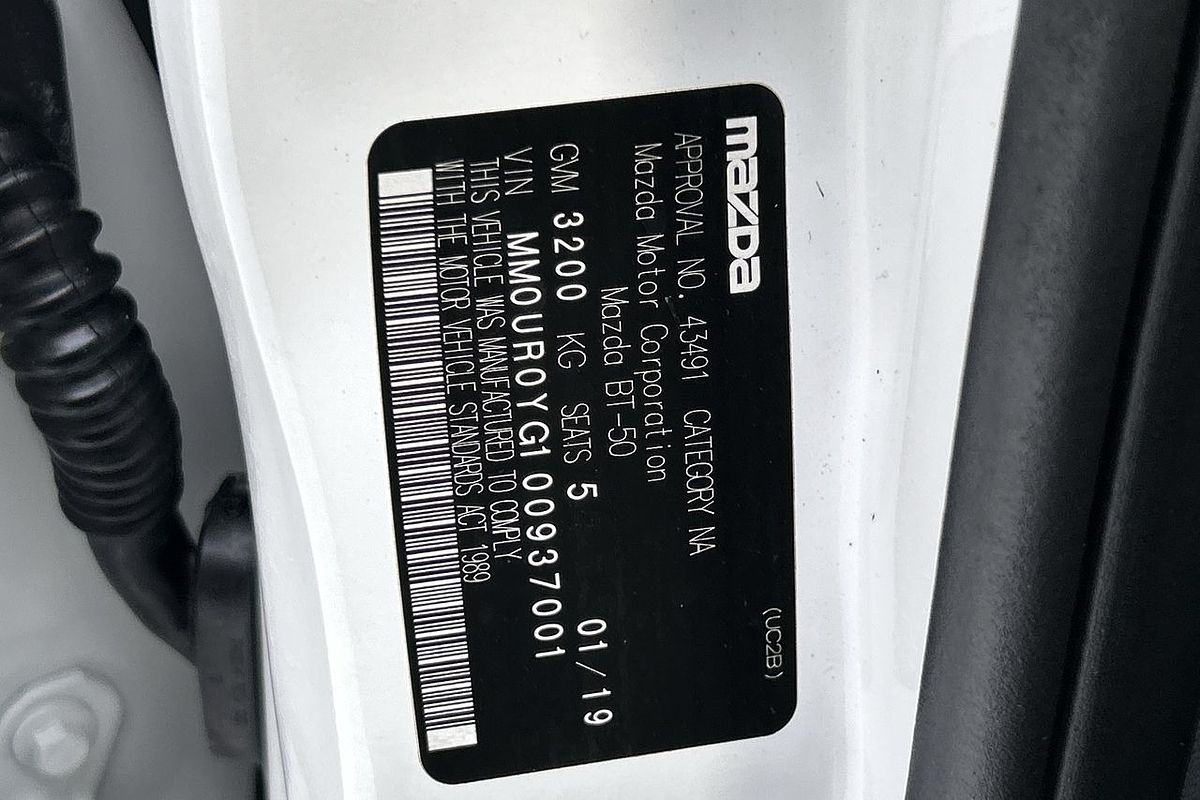 mazda
(UC2B)
APPROVAL NO. 43491 CATEGORY NA
Mazda Motor Corporation
Mazda BT-50
GVM 3200 KG SEATS 5 01/19
VIN MM0UR0YG100937001
THIS VEHICLE WAS MANUFACTURED TO COMPLY
WITH THE MOTOR VEHICLE STANDARDS ACT 1989